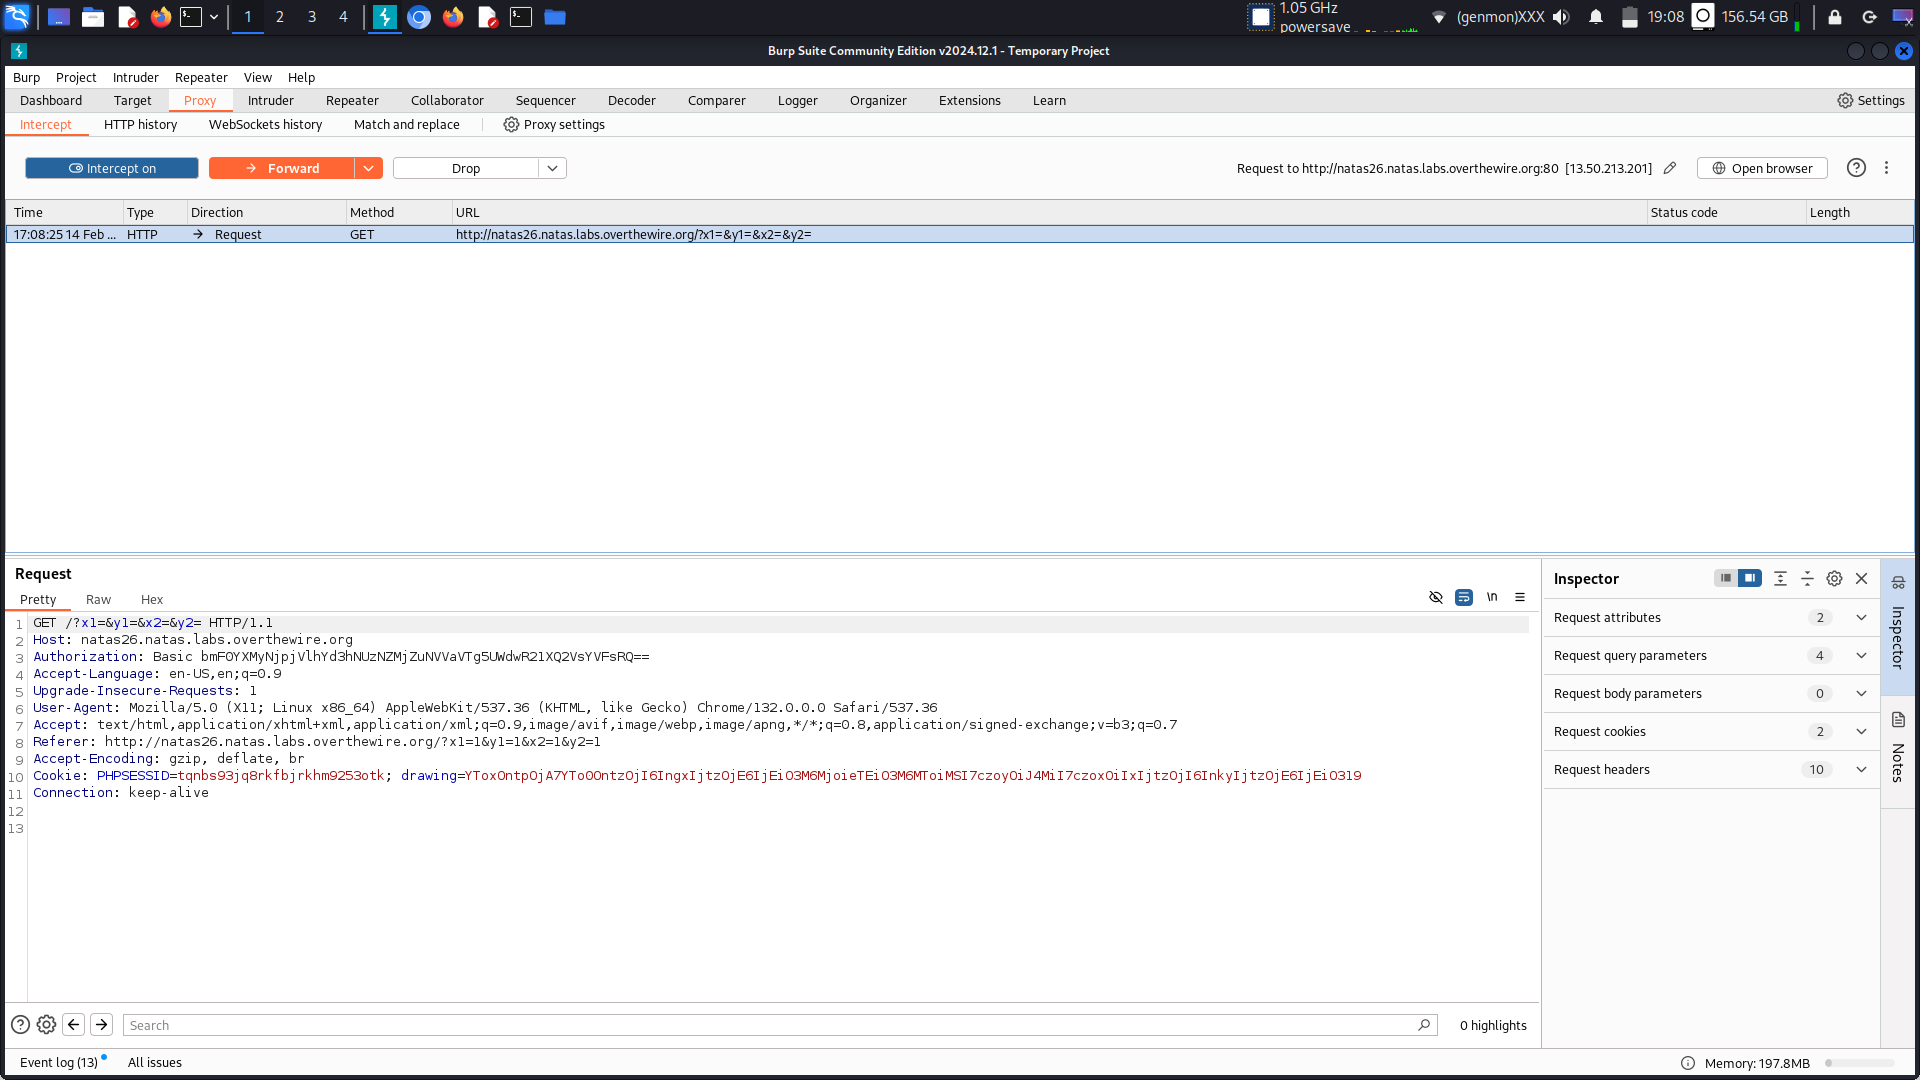 1 2 3 4 1.05 GHz powersave (genmon)XXX 19:08 156.54 GB
Burp Suite Community Edition v2024.12.1 - Temporary Project
Burp Project Intruder Repeater View Help
Dashboard Target Proxy Intruder Repeater Collaborator Sequencer Decoder Comparer Logger Organizer Extensions Learn Settings
Intercept HTTP history WebSockets history Match and replace Proxy settings
Intercept on Forward Drop Request to http://natas26.natas.labs.overthewire.org:80 [13.50.213.201] Open browser
Time Type Direction Method URL Status code Length
17:08:25 14 Feb ... HTTP Request GET http://natas26.natas.labs.overthewire.org/?x1=&y1=&x2=&y2=
Request
Pretty Raw Hex \n
1 GET /?x1=&y1=&x2=&y2= HTTP/1.1
2 Host: natas26.natas.labs.overthewire.org
3 Authorization: Basic
4 Accept-Language: en-US,en;q=0.9
5 Upgrade-Insecure-Requests: 1
6 User-Agent: Mozilla/5.0 (X11; Linux x86_64) AppleWebKit/537.36 (KHTML, like Gecko) Chrome/132.0.0.0 Safari/537.36
7 Accept: text/html,application/xhtml+xml,application/xml;q=0.9,image/avif,image/webp,image/apng,*/*;q=0.8,application/signed-exchange;v=b3;q=0.7
8 Referer: http://natas26.natas.labs.overthewire.org/?x1=1&y1=1&x2=1&y2=1
9 Accept-Encoding: gzip, deflate, br
10 Cookie: PHPSESSID=tqnbs93jq8rkfbjrkhm9253otk;
11 Connection: keep-alive
12
13
Inspector
Request attributes 2
Request query parameters 4
Request body parameters 0
Request cookies 2
Request headers 10
Inspector
Notes
Search 0 highlights
Event log (13) All issues Memory: 197.8MB